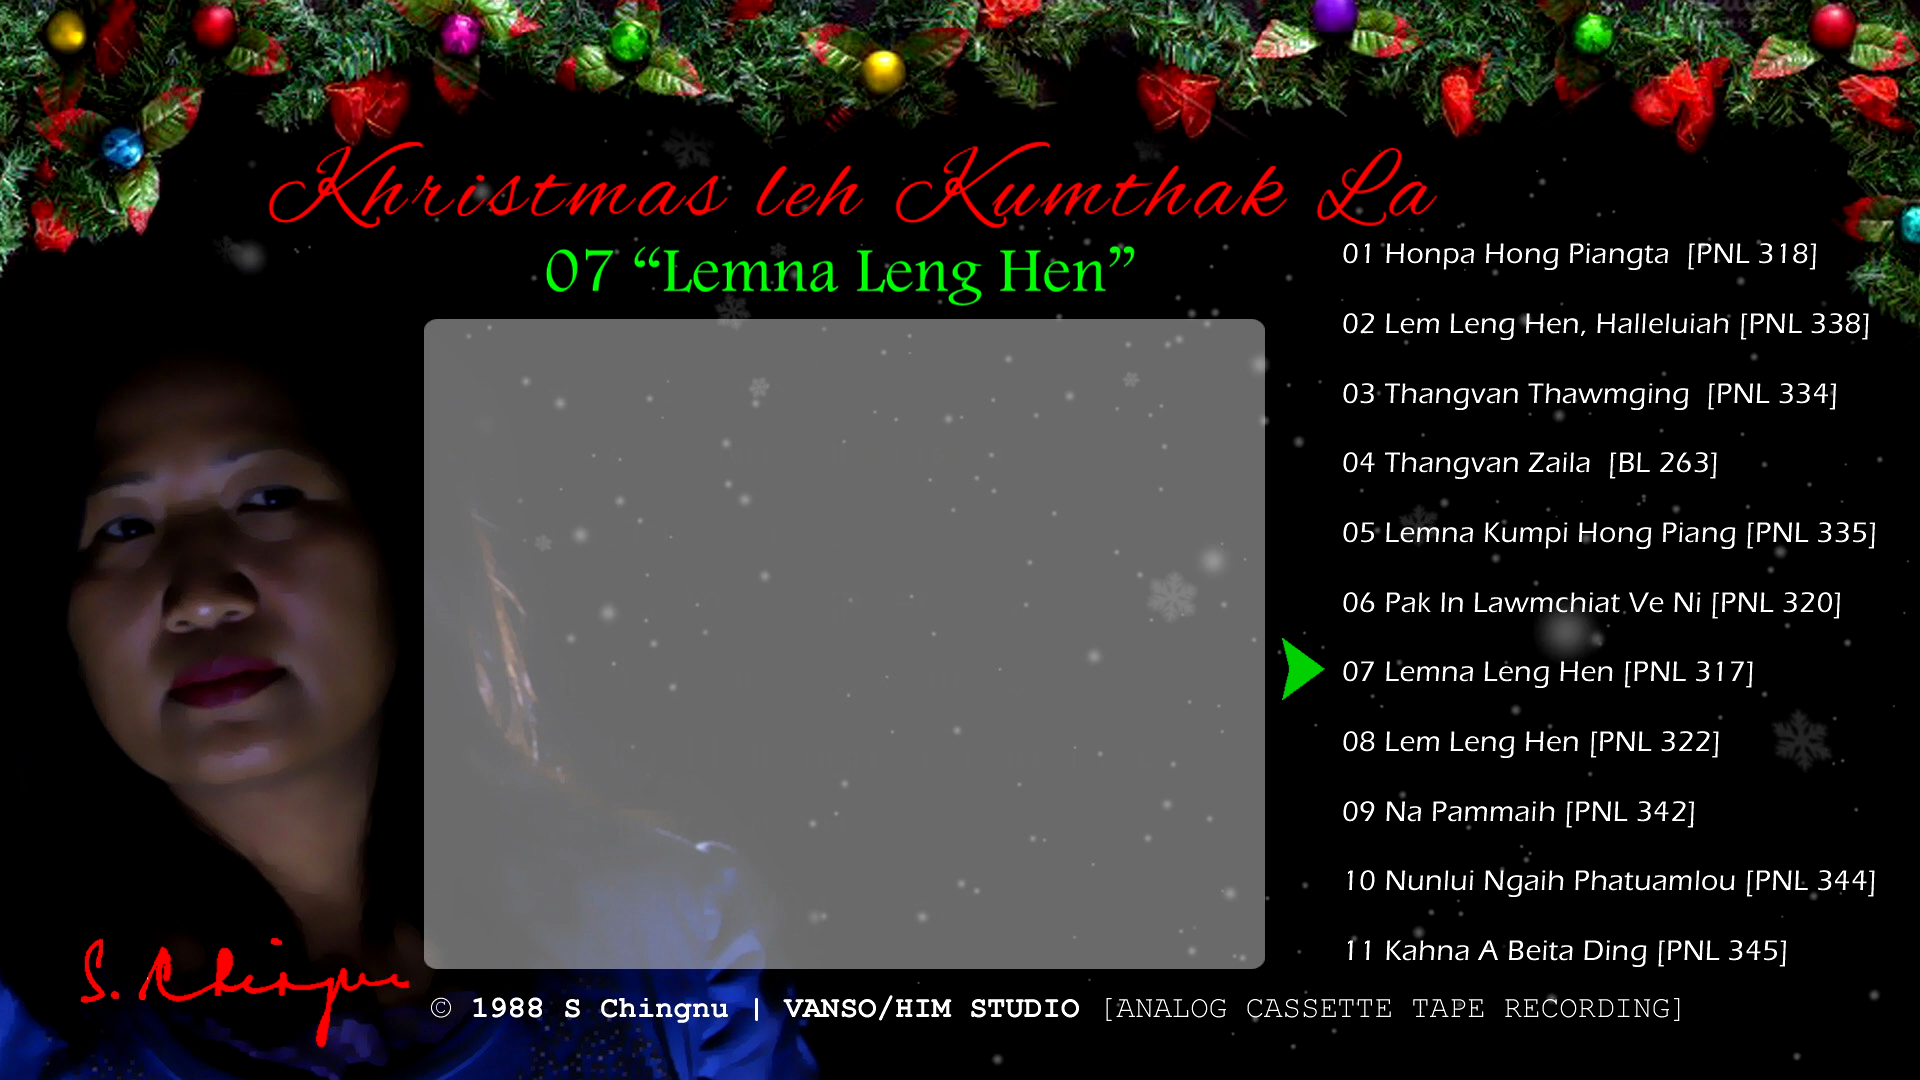 Khristmas leh Kumthak La
07 “Lemna Leng Hen”
01 Honpa Hong Piangta [PNL 318]
02 Lem Leng Hen, Halleluiah [PNL 338]
03 Thangvan Thawmging [PNL 334]
04 Thangvan Zaila [BL 263]
05 Lemna Kumpi Hong Piang [PNL 335]
06 Pak In Lawmchiat Ve Ni [PNL 320]
07 Lemna Leng Hen [PNL 317]
08 Lem Leng Hen [PNL 322]
09 Na Pammaih [PNL 342]
10 Nunlui Ngaih Phatuamlou [PNL 344]
11 Kahna A Beita Ding [PNL 345]
S. Chingnu
© 1988 S Chingnu | VANSO/HIM STUDIO [ANALOG CASSETTE TAPE RECORDING]